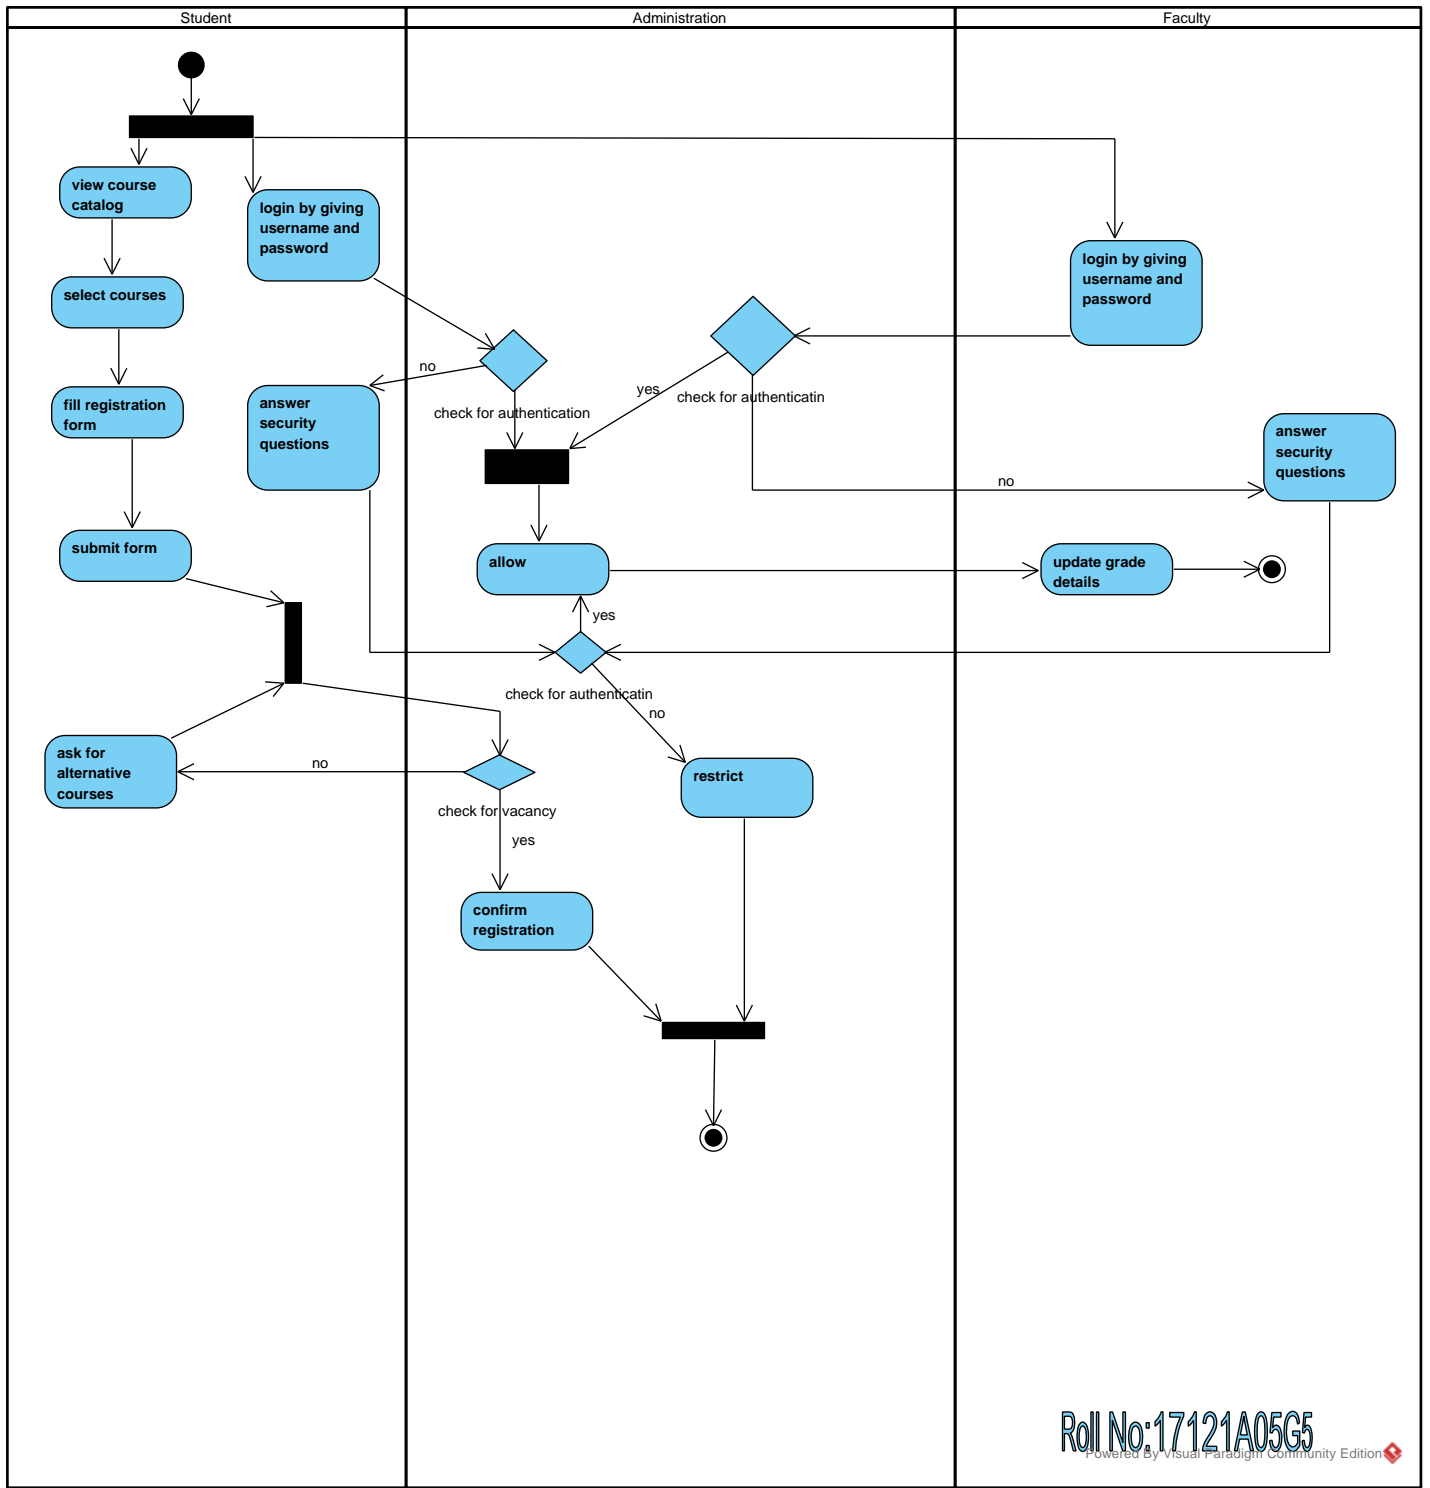 Student
Administration
Faculty
view course
catalog
login by giving
username and
password
login by giving
username and
password
select courses
no
fill registration
form
answer
security
questions
check for authentication
yes
check for authenticatin
answer
security
questions
no
submit form
allow
update grade
details
yes
check for authenticatin
no
ask for
alternative
courses
no
restrict
check for vacancy
yes
confirm
registration
Roll No:17121A05G5
Powered By Visual Paradigm Community Edition